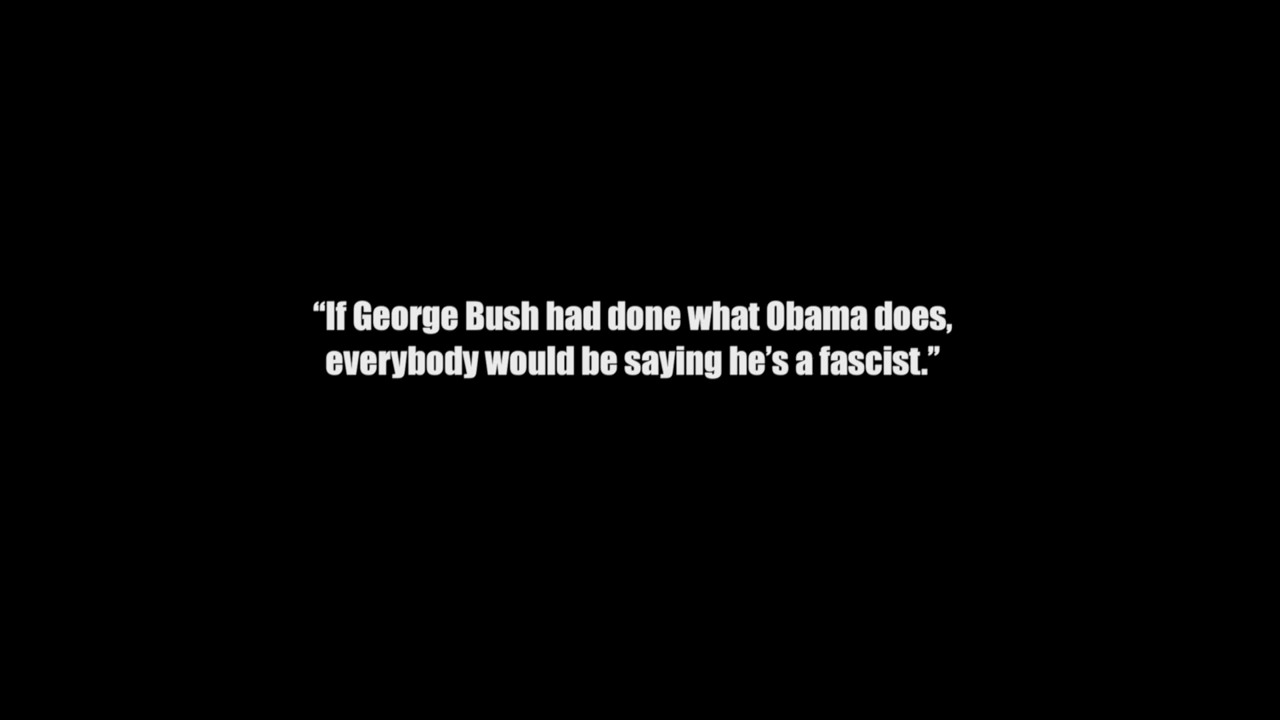 “If George Bush had done what Obama does,
everybody would be saying he’s a fascist.”